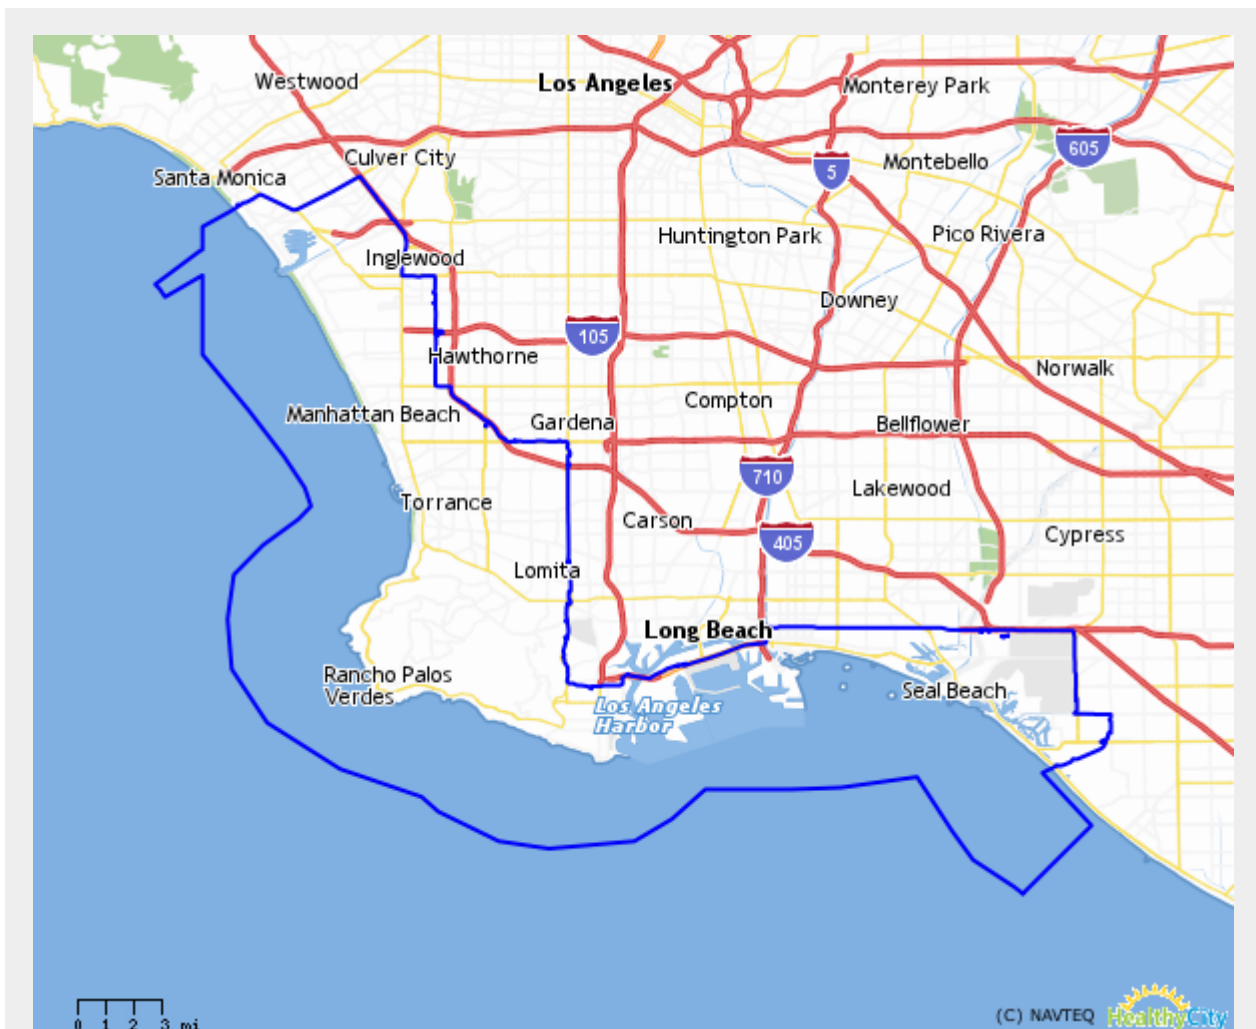 Westwood
Los Angeles
Monterey Park
Culver City
605
Montebello
5
Santa Monica
Huntington Park
Pico Rivera
Inglewood
Downey
105
Hawthorne
Norwalk
Compton
Manhattan Beach
Gardena
Bellflower
710
Lakewood
Torrance
Carson
Cypress
405
Lomita
Long Beach
Rancho Palos
Verdes
Seal Beach
Los Angeles
Harbor
0 1 2 3 mi
(C) NAVTEQ
HealthyCity